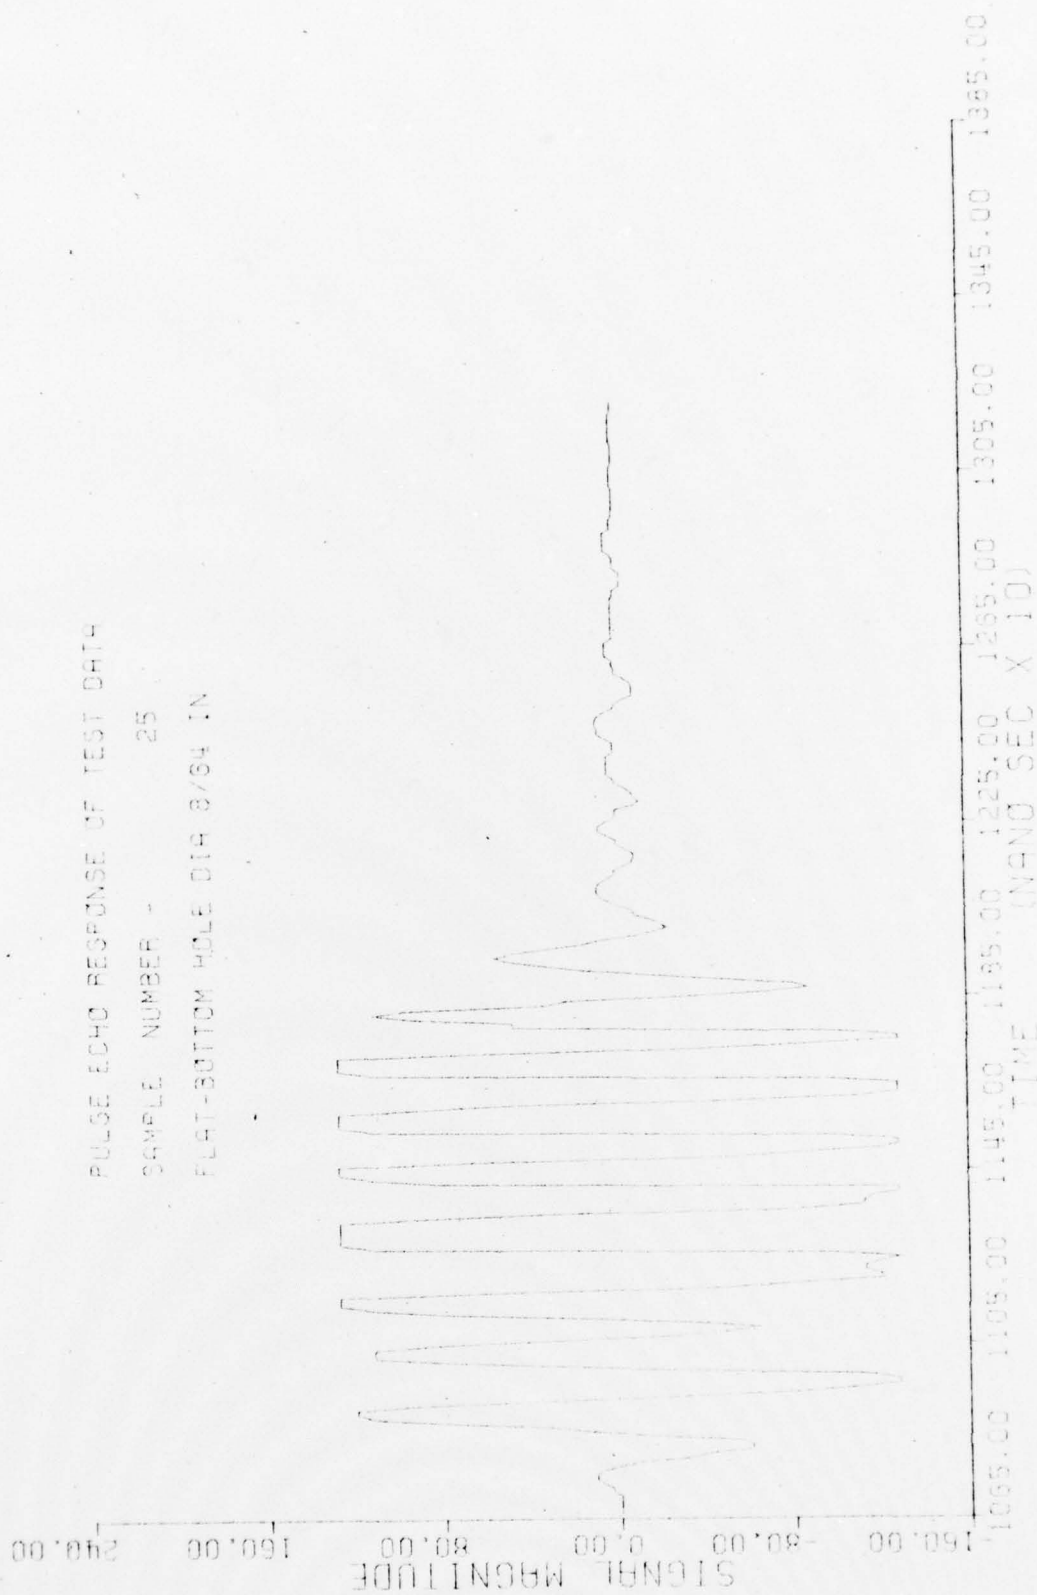 PULSE ECHO RESPONSE OF TEST DATA
SAMPLE NUMBER - 25
FLAT-BOTTOM HOLE DIA 8/64 IN
SIGNAL MAGNITUDE
240.00
160.00
80.00
0.00
-80.00
-160.00
1065.00 1105.00 1145.00 1185.00 1225.00 1265.00 1305.00 1345.00 1385.00
TIME (NANO SEC X 10)